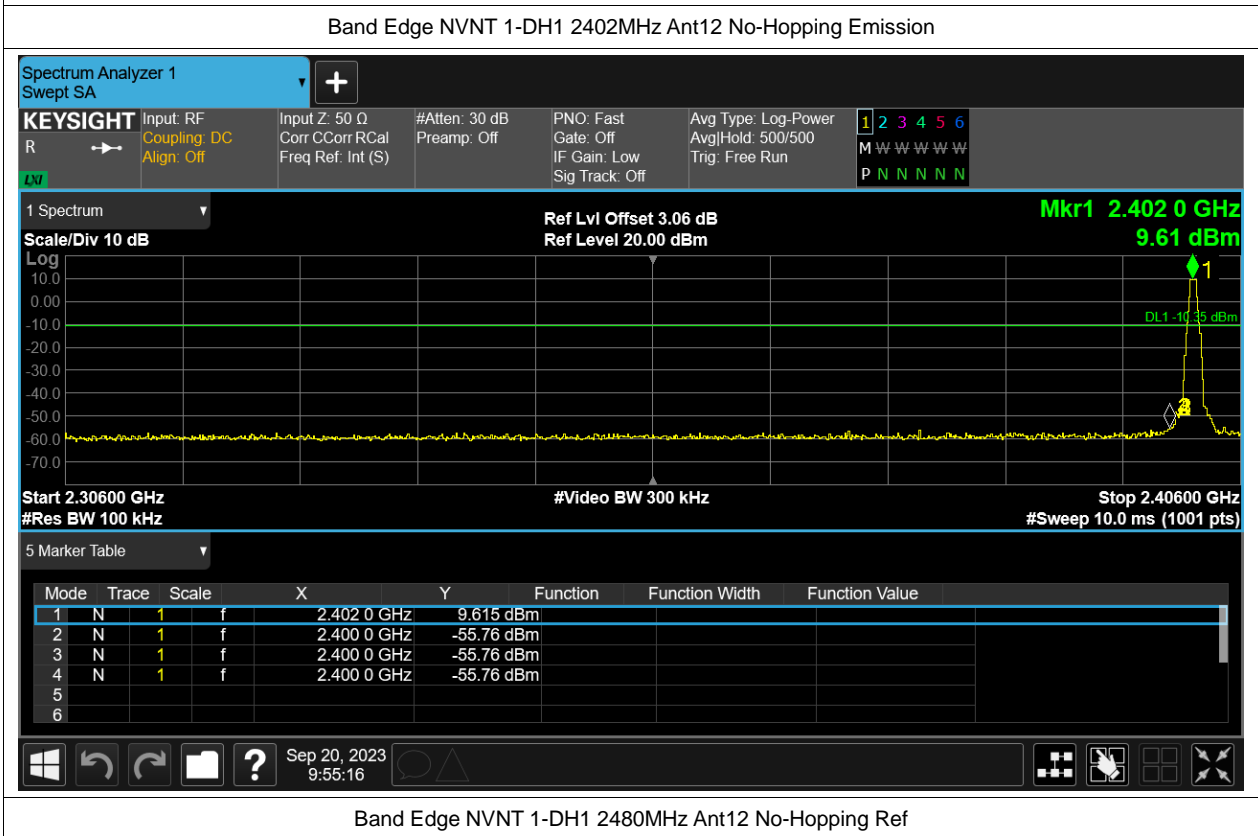 Band Edge NVNT 1-DH1 2402MHz Ant12 No-Hopping Emission
Spectrum Analyzer 1
Swept SA
KEYSIGHT
R
LXI
Input: RF
Coupling: DC
Align: Off
Input Z: 50 Ω
Corr CCorr RCal
Freq Ref: Int (S)
#Atten: 30 dB
Preamp: Off
PNO: Fast
Gate: Off
IF Gain: Low
Sig Track: Off
Avg Type: Log-Power
Avg|Hold: 500/500
Trig: Free Run
1 2 3 4 5 6
M W W W W W
P N N N N N
1 Spectrum
Scale/Div 10 dB
Ref Lvl Offset 3.06 dB
Ref Level 20.00 dBm
Mkr1 2.402 0 GHz
9.61 dBm
Log
10.0
0.00
-10.0
-20.0
-30.0
-40.0
-50.0
-60.0
-70.0
1
DL1 -10.35 dBm
Start 2.30600 GHz
#Res BW 100 kHz
#Video BW 300 kHz
Stop 2.40600 GHz
#Sweep 10.0 ms (1001 pts)
5 Marker Table
Mode Trace Scale X Y Function Function Width Function Value
1 N 1 f 2.402 0 GHz 9.615 dBm
2 N 1 f 2.400 0 GHz -55.76 dBm
3 N 1 f 2.400 0 GHz -55.76 dBm
4 N 1 f 2.400 0 GHz -55.76 dBm
5
6
?
Sep 20, 2023
9:55:16
Band Edge NVNT 1-DH1 2480MHz Ant12 No-Hopping Ref